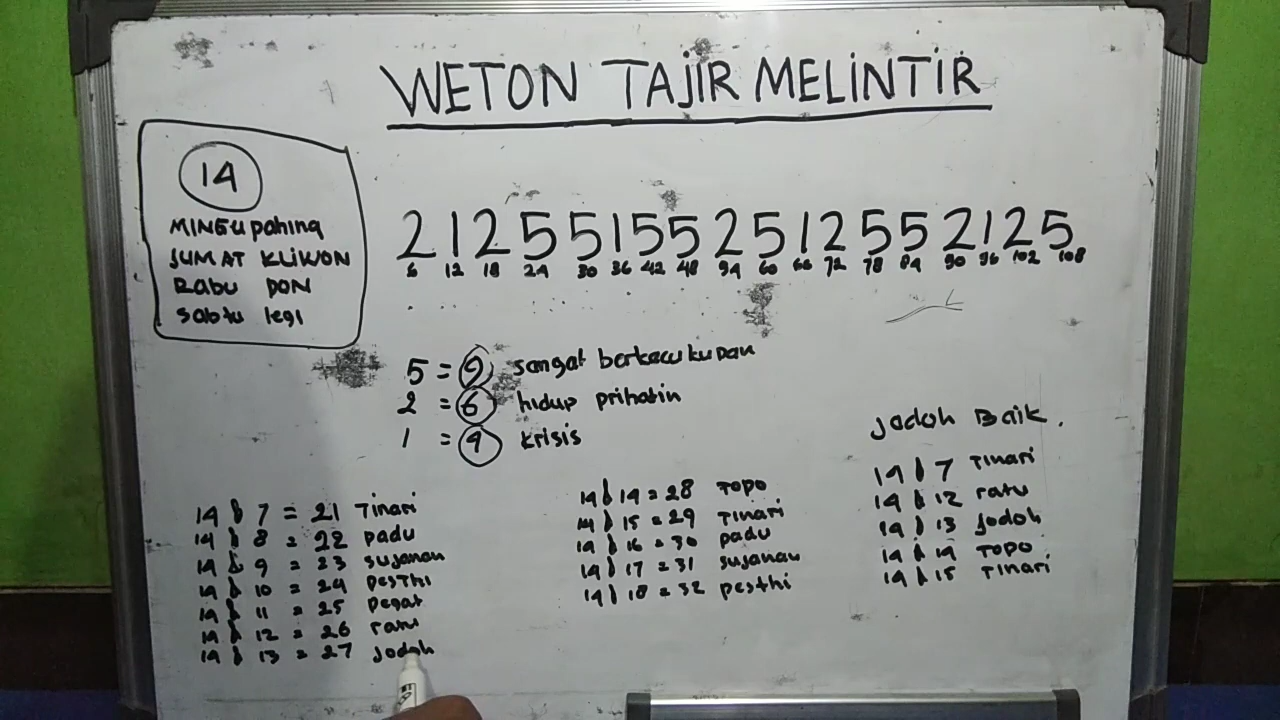 WETON TAJIR MELINTIR
14
MINGU pahing
JUMAT KLIWON
Rabu PON
Sabtu legi
2 1 2 5 5 1 5 5 2 5 1 2 5 5 2 1 2 5.
6 12 18 24 30 36 42 48 54 60 66 72 78 84 90 96 102 108
5 = 9 sangat berkecukupan
2 = 6 hidup prihatin
1 = 9 krisis
14 & 7 = 21 Tinari
14 & 8 = 22 padu
14 & 9 = 23 sujanan
14 & 10 = 24 pesthi
14 & 11 = 25 pegat
14 & 12 = 26 ratu
14 & 13 = 27 jodoh
14 & 14 = 28 TOPO
14 & 15 = 29 Tinari
14 & 16 = 30 padu
14 & 17 = 31 sujanan
14 & 18 = 32 pesthi
Jodoh Baik.
14 & 7 Tinari
14 & 12 ratu
14 & 13 jodoh
14 & 14 TOPO
14 & 15 Tinari